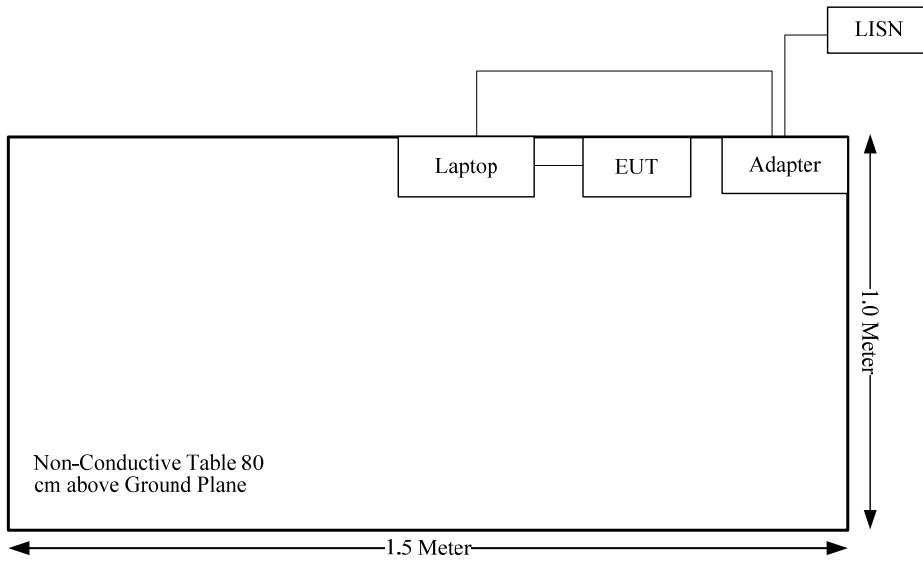 LISN
Laptop
EUT
Adapter
1.0 Meter
Non-Conductive Table 80
cm above Ground Plane
1.5 Meter